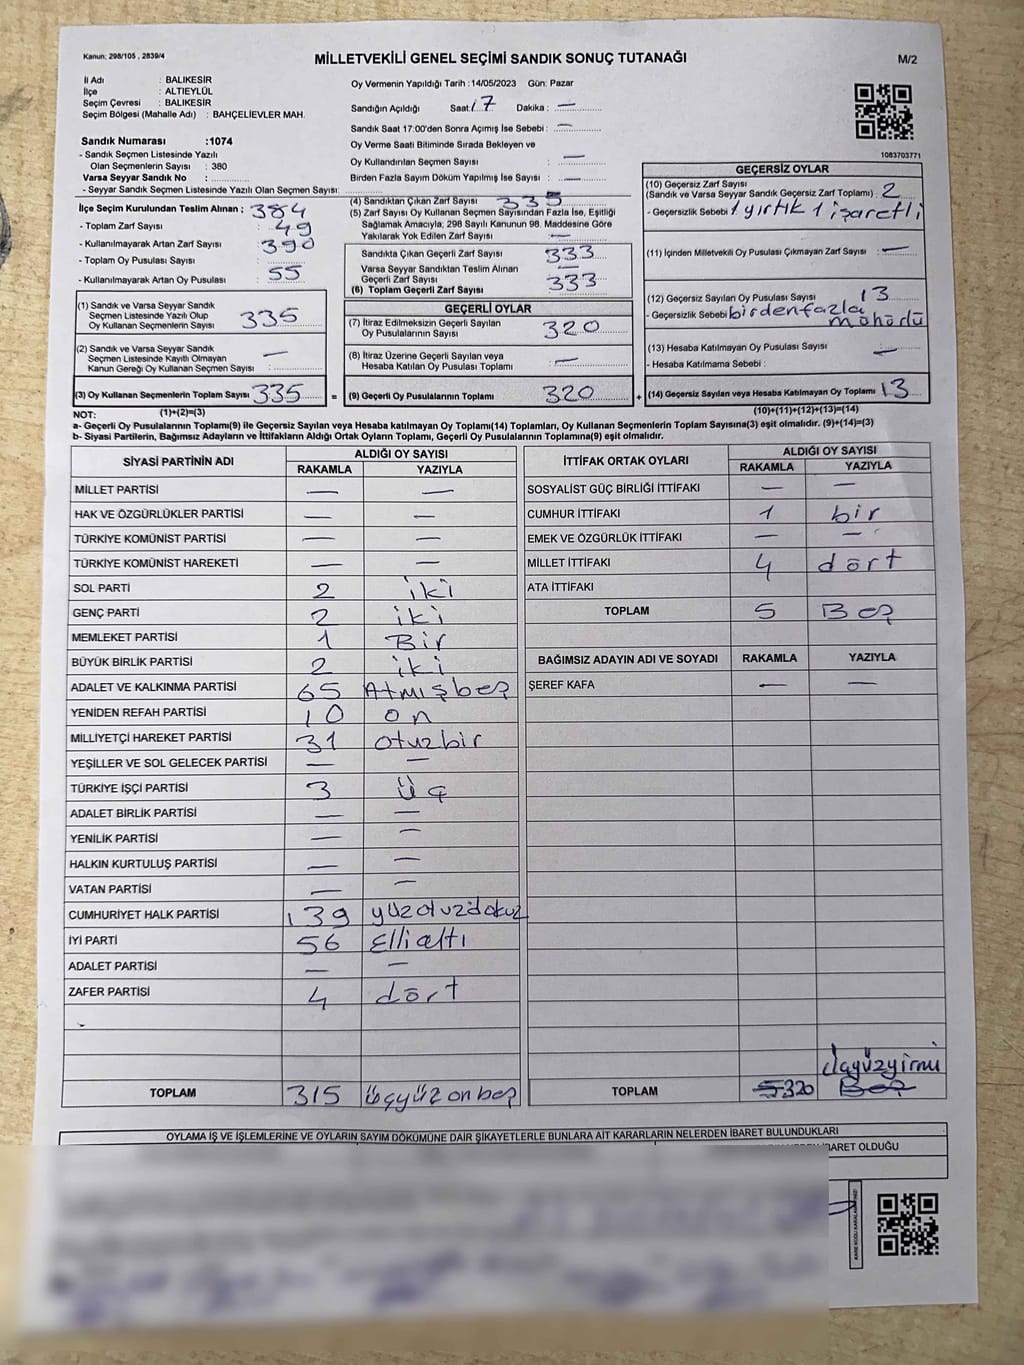 Kanun: 298/105 , 2839/4
MİLLETVEKİLİ GENEL SEÇİMİ SANDIK SONUÇ TUTANAĞI
M/2
İl Adı : BALIKESİR
İlçe : ALTIEYLÜL
Seçim Çevresi : BALIKESİR
Seçim Bölgesi (Mahalle Adı) : BAHÇELİEVLER MAH.
Sandık Numarası :1074
- Sandık Seçmen Listesinde Yazılı
Olan Seçmenlerin Sayısı : 380
Varsa Seyyar Sandık No :
- Seyyar Sandık Seçmen Listesinde Yazılı Olan Seçmen Sayısı:
Oy Vermenin Yapıldığı Tarih :14/05/2023 Gün: Pazar
Sandığın Açıldığı Saat: 17 Dakika : —
Sandık Saat 17:00'den Sonra Açımış İse Sebebi : —
Oy Verme Saati Bitiminde Sırada Bekleyen ve
Oy Kullandırılan Seçmen Sayısı : —
Birden Fazla Sayım Döküm Yapılmış İse Sayısı : —
1083703771
İlçe Seçim Kurulundan Teslim Alınan : 384
- Toplam Zarf Sayısı : 49
- Kullanılmayarak Artan Zarf Sayısı : 390
- Toplam Oy Pusulası Sayısı :
- Kullanılmayarak Artan Oy Pusulası : 55
(1) Sandık ve Varsa Seyyar Sandık
Seçmen Listesinde Yazılı Olup
Oy Kullanan Seçmenlerin Sayısı : 335
(2) Sandık ve Varsa Seyyar Sandık
Seçmen Listesinde Kayıtlı Olmayan
Kanun Gereği Oy Kullanan Seçmen Sayısı : —
(3) Oy Kullanan Seçmenlerin Toplam Sayısı : 335
(4) Sandıktan Çıkan Zarf Sayısı : 335
(5) Zarf Sayısı Oy Kullanan Seçmen Sayısından Fazla İse, Eşitliği
Sağlamak Amacıyla; 298 Sayılı Kanunun 98. Maddesine Göre
Yakılarak Yok Edilen Zarf Sayısı : —
Sandıkta Çıkan Geçerli Zarf Sayısı : 333
Varsa Seyyar Sandıktan Teslim Alınan
Geçerli Zarf Sayısı : —
(6) Toplam Geçerli Zarf Sayısı : 333
GEÇERLİ OYLAR
(7) İtiraz Edilmeksizin Geçerli Sayılan
Oy Pusulalarının Sayısı : 320
(8) İtiraz Üzerine Geçerli Sayılan veya
Hesaba Katılan Oy Pusulası Toplamı : —
= (9) Geçerli Oy Pusulalarının Toplamı : 320
GEÇERSİZ OYLAR
(10) Geçersiz Zarf Sayısı
(Sandık ve Varsa Seyyar Sandık Geçersiz Zarf Toplamı) : 2
- Geçersizlik Sebebi : 1 yırtık 1 işaretli
(11) İçinden Milletvekili Oy Pusulası Çıkmayan Zarf Sayısı : —
(12) Geçersiz Sayılan Oy Pusulası Sayısı : 13
- Geçersizlik Sebebi birdenfazla
mühürlü
(13) Hesaba Katılmayan Oy Pusulası Sayısı : —
- Hesaba Katılmama Sebebi :
+ (14) Geçersiz Sayılan veya Hesaba Katılmayan Oy Toplamı : 13
NOT: (1)+(2)=(3)
(10)+(11)+(12)+(13)=(14)
a- Geçerli Oy Pusulalarının Toplamı(9) ile Geçersiz Sayılan veya Hesaba katılmayan Oy Toplamı(14) Toplamları, Oy Kullanan Seçmenlerin Toplam Sayısına(3) eşit olmalıdır. (9)+(14)=(3)
b- Siyasi Partilerin, Bağımsız Adayların ve İttifakların Aldığı Ortak Oyların Toplamı, Geçerli Oy Pusulalarının Toplamına(9) eşit olmalıdır.
SİYASİ PARTİNİN ADI
ALDIĞI OY SAYISI
RAKAMLA YAZIYLA
MİLLET PARTİSİ — —
HAK VE ÖZGÜRLÜKLER PARTİSİ — —
TÜRKİYE KOMÜNİST PARTİSİ — —
TÜRKİYE KOMÜNİST HAREKETİ — —
SOL PARTİ 2 iki
GENÇ PARTİ 2 iki
MEMLEKET PARTİSİ 1 Bir
BÜYÜK BİRLİK PARTİSİ 2 iki
ADALET VE KALKINMA PARTİSİ 65 Atmışbeş
YENİDEN REFAH PARTİSİ 10 on
MİLLİYETÇİ HAREKET PARTİSİ 31 otuzbir
YEŞİLLER VE SOL GELECEK PARTİSİ — —
TÜRKİYE İŞÇİ PARTİSİ 3 üç
ADALET BİRLİK PARTİSİ — —
YENİLİK PARTİSİ — —
HALKIN KURTULUŞ PARTİSİ — —
VATAN PARTİSİ — —
CUMHURİYET HALK PARTİSİ 139 yüzotuzdokuz
İYİ PARTİ 56 Elli altı
ADALET PARTİSİ — —
ZAFER PARTİSİ 4 dört
TOPLAM 315 üçyüz on beş
İTTİFAK ORTAK OYLARI
ALDIĞI OY SAYISI
RAKAMLA YAZIYLA
SOSYALİST GÜÇ BİRLİĞİ İTTİFAKI — —
CUMHUR İTTİFAKI 1 bir
EMEK VE ÖZGÜRLÜK İTTİFAKI — —
MİLLET İTTİFAKI 4 dört
ATA İTTİFAKI
TOPLAM 5 Beş
BAĞIMSIZ ADAYIN ADI VE SOYADI RAKAMLA YAZIYLA
ŞEREF KAFA — —
üçyüzyirmi
TOPLAM 5 320 Beş
OYLAMA İŞ VE İŞLEMLERİNE VE OYLARIN SAYIM DÖKÜMÜNE DAİR ŞİKAYETLERLE BUNLARA AİT KARARLARIN NELERDEN İBARET BULUNDUKLARI
İBARET OLDUĞU